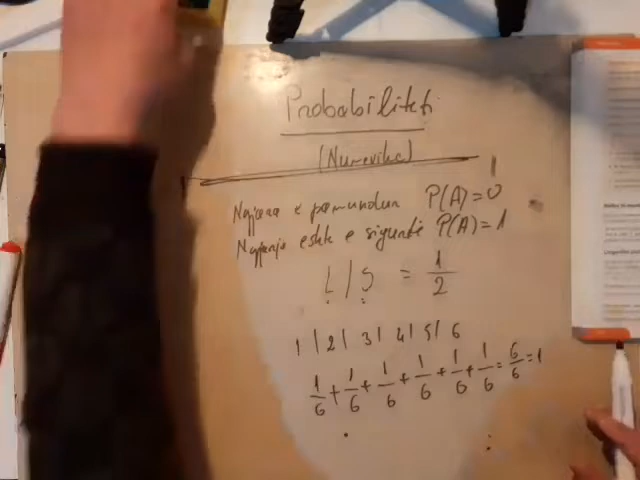 Probabiliteti
(Numerike)
Ngjarja e pamundur P(A)=0
Ngjarja eshte e sigurtë P(A)=1
L | S = 1/2
1 | 2 | 3 | 4 | 5 | 6
1/6 + 1/6 + 1/6 + 1/6 + 1/6 + 1/6 = 6/6 = 1